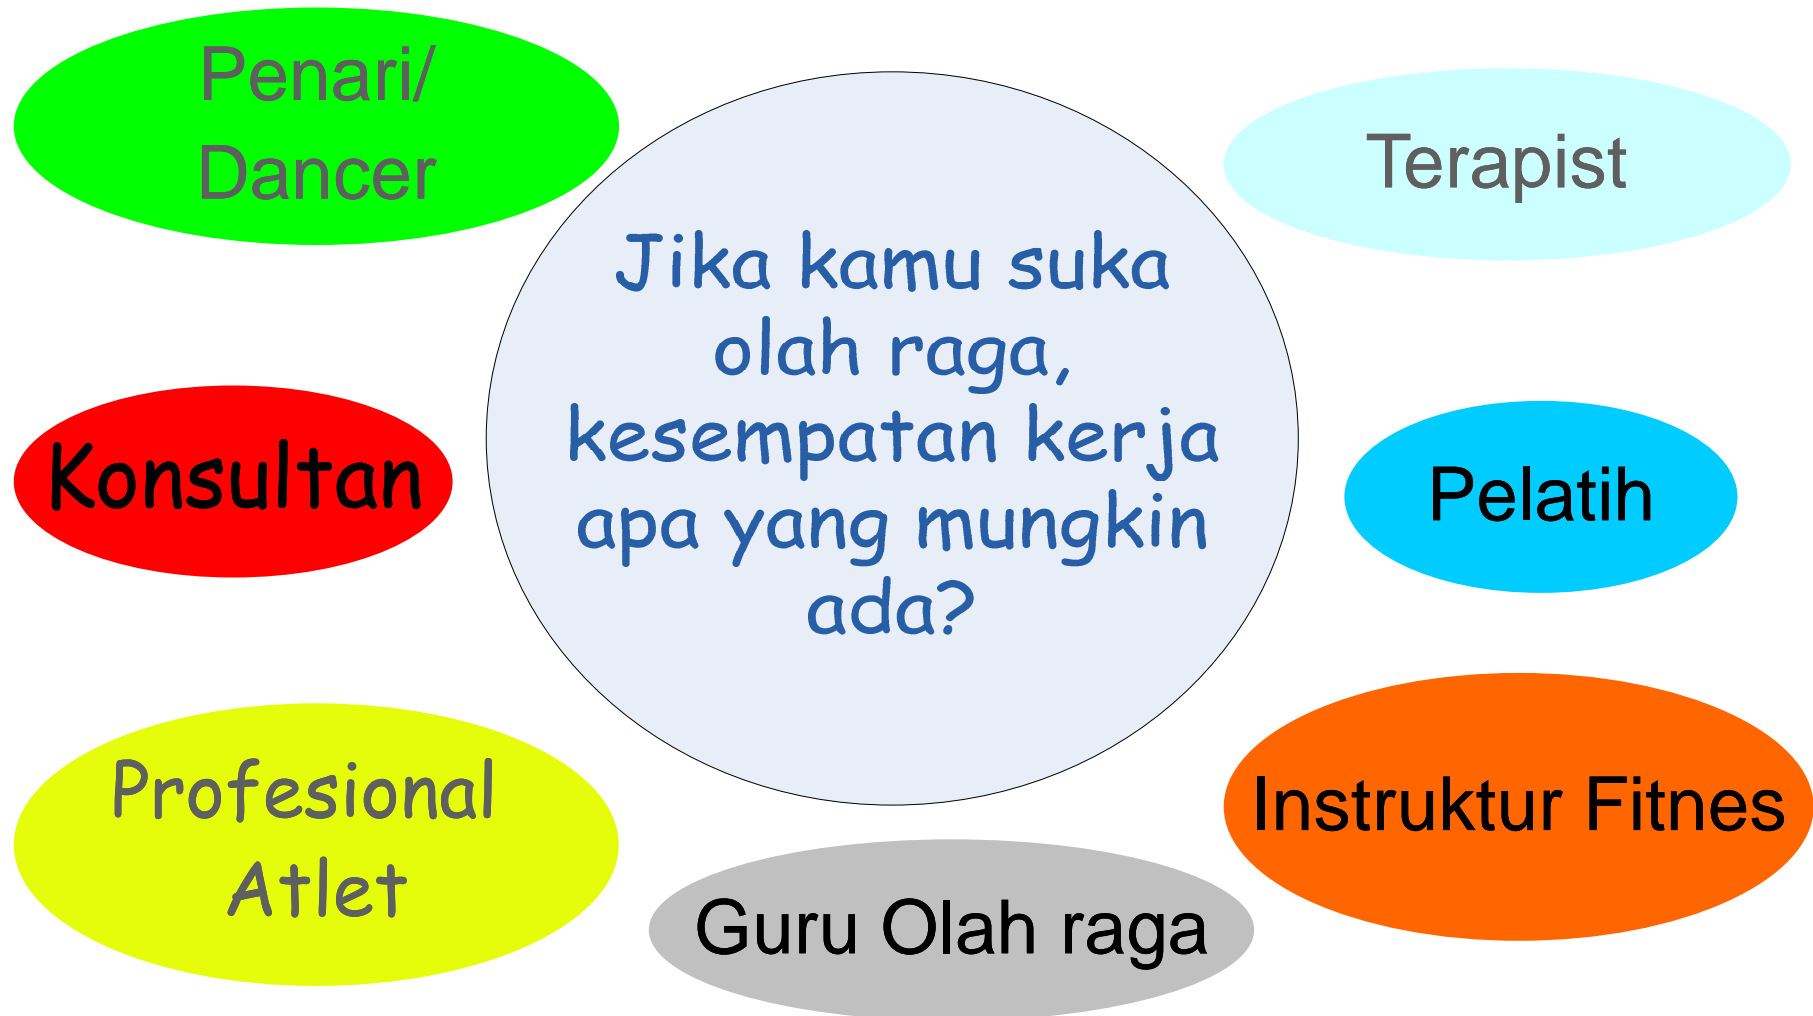 Penari/
Dancer
Terapist
Jika kamu suka
olah raga,
kesempatan kerja
apa yang mungkin
ada?
Konsultan
Pelatih
Profesional
Atlet
Instruktur Fitnes
Guru Olah raga